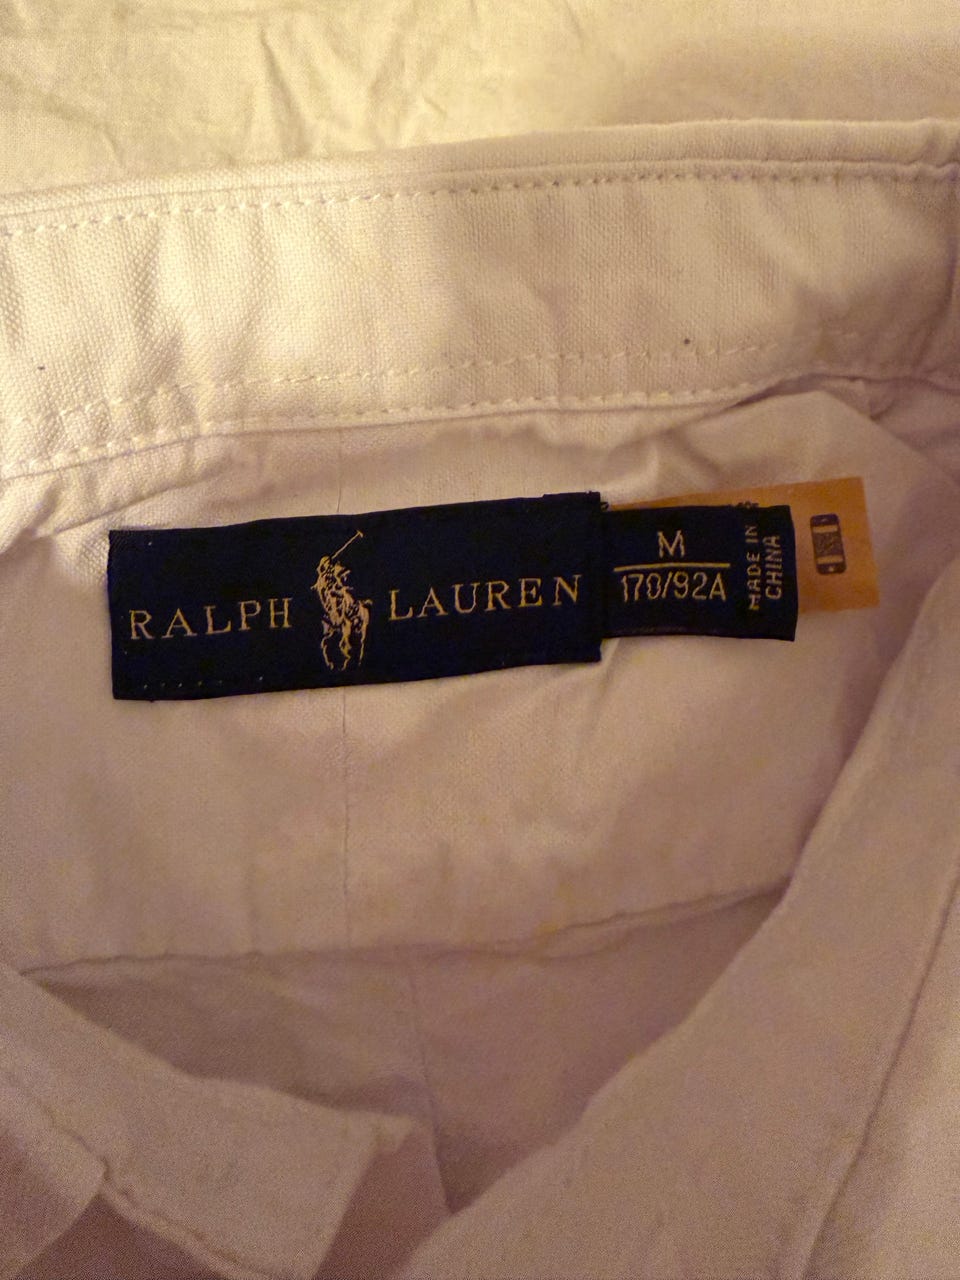 RALPH LAUREN
M
170/92A
MADE IN
CHINA